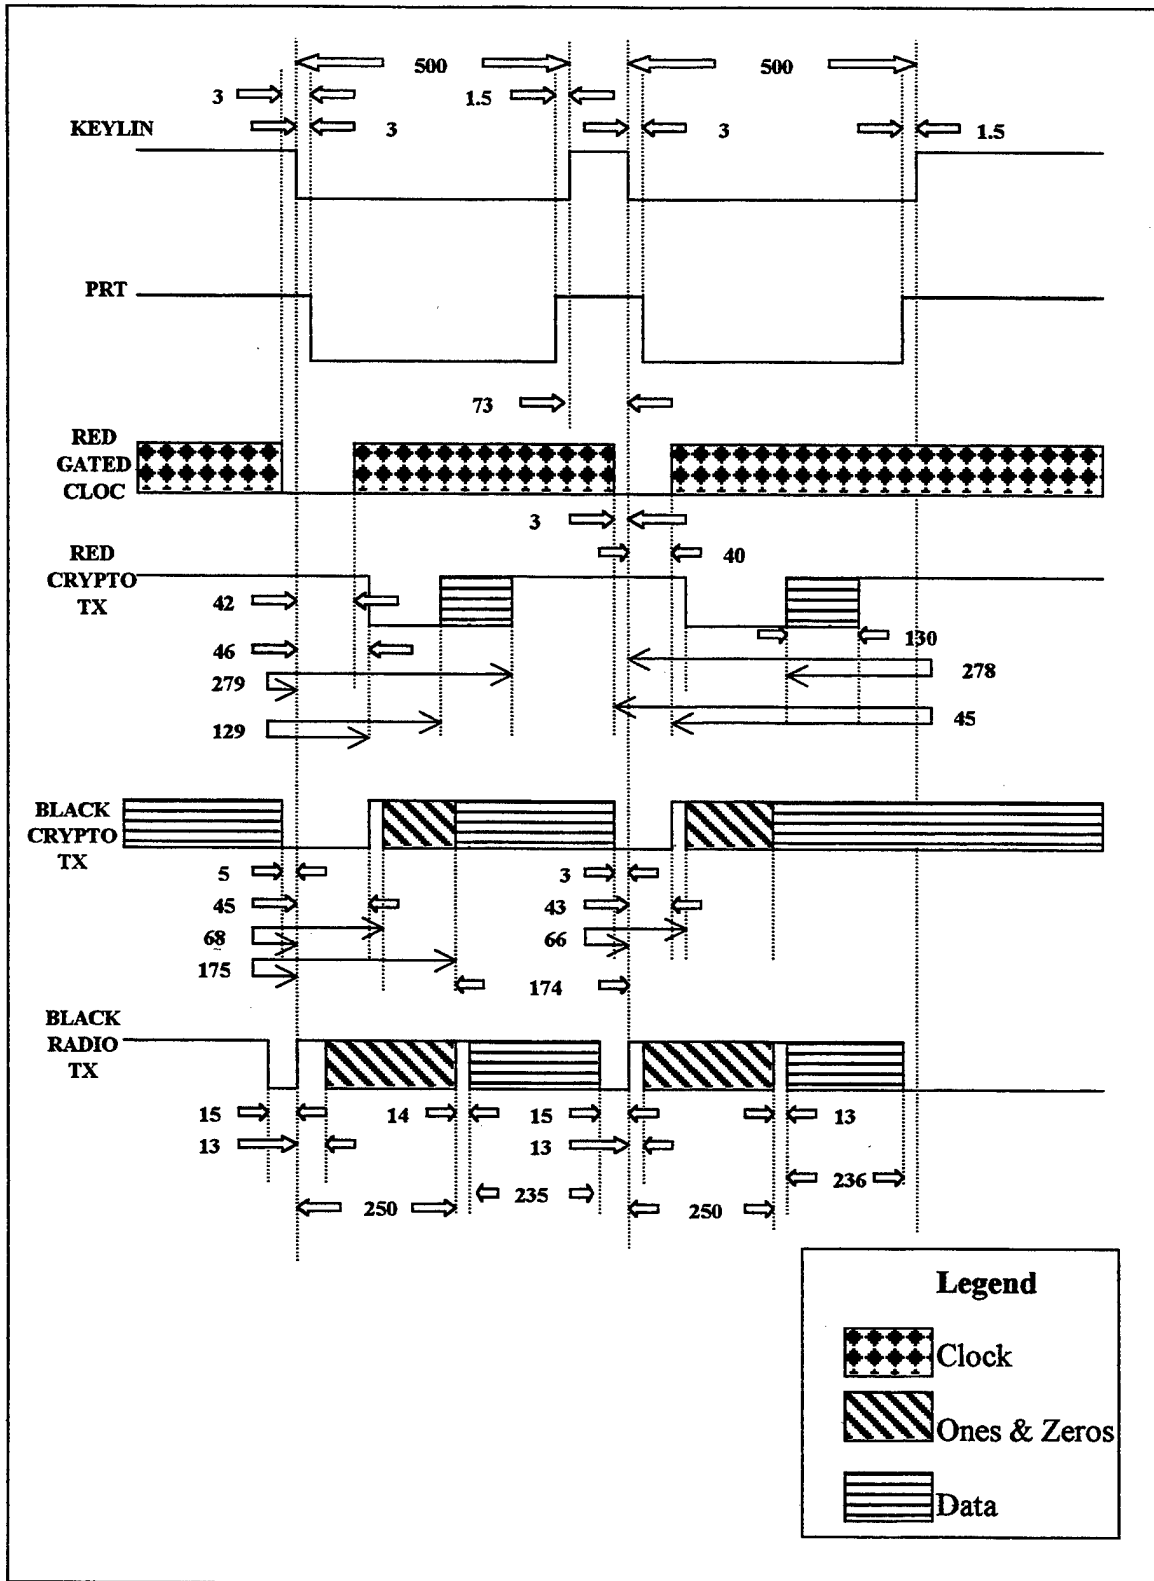 500 500
3 1.5
KEYLIN 3 3 1.5
PRT
73
RED
GATED
CLOC
3
RED
CRYPTO
TX
40
42
130
46
279 278
129 45
BLACK
CRYPTO
TX
5 3
45 43
68 66
175
174
BLACK
RADIO
TX
15 14 15 13
13 13
235 236
250 250
Legend
Clock
Ones & Zeros
Data